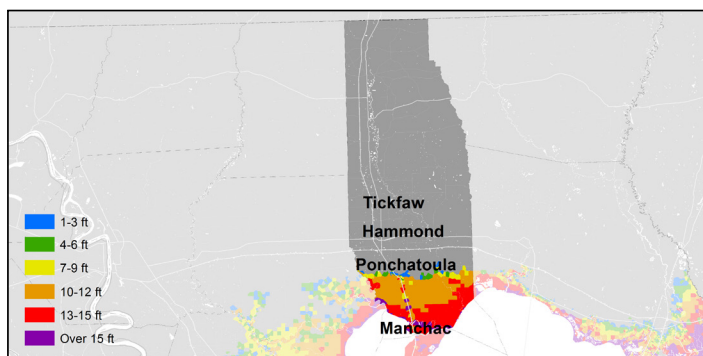 Tickfaw
Hammond
Ponchatoula
Manchac
1-3 ft
4-6 ft
7-9 ft
10-12 ft
13-15 ft
Over 15 ft